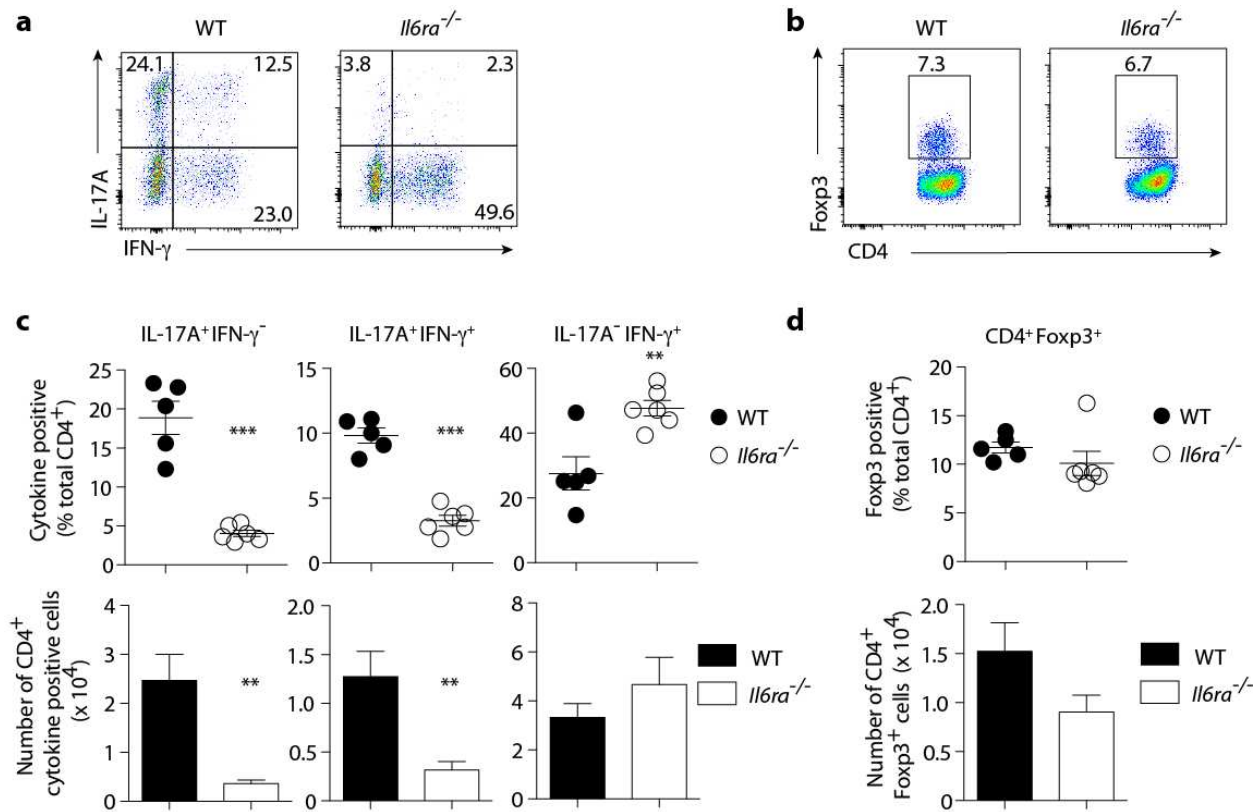 a
WT
Il6ra⁻/⁻
24.1
12.5
3.8
2.3
23.0
49.6
IL-17A
IFN-γ
b
WT
Il6ra⁻/⁻
7.3
6.7
Foxp3
CD4
c
IL-17A⁺IFN-γ⁻
IL-17A⁺IFN-γ⁺
IL-17A⁻ IFN-γ⁺
Cytokine positive
(% total CD4⁺)
25
20
15
10
5
0
***
15
10
5
0
***
60
40
20
0
**
WT
Il6ra⁻/⁻
Number of CD4⁺
cytokine positive cells
(x 10⁴)
4
3
2
1
0
**
2.0
1.5
1.0
0.5
0
**
8
6
4
2
0
WT
Il6ra⁻/⁻
d
CD4⁺Foxp3⁺
Foxp3 positive
(% total CD4⁺)
20
15
10
5
0
WT
Il6ra⁻/⁻
Number of CD4⁺
Foxp3⁺ cells (x 10⁴)
2.0
1.5
1.0
0.5
0
WT
Il6ra⁻/⁻